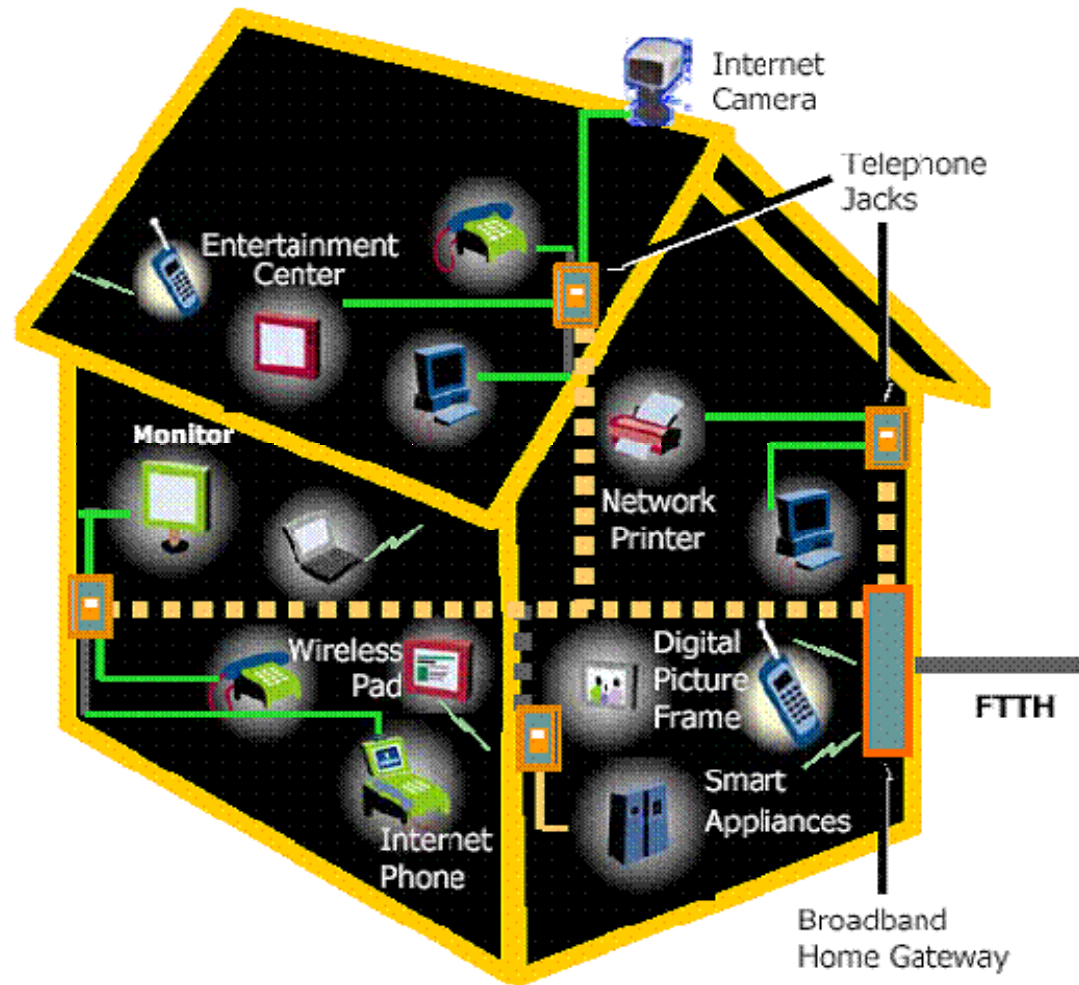 Internet
Camera
Telephone
Jacks
Entertainment
Center
Monitor
Network
Printer
Wireless
Pad
Digital
Picture
Frame
FTTH
Smart
Appliances
Internet
Phone
Broadband
Home Gateway